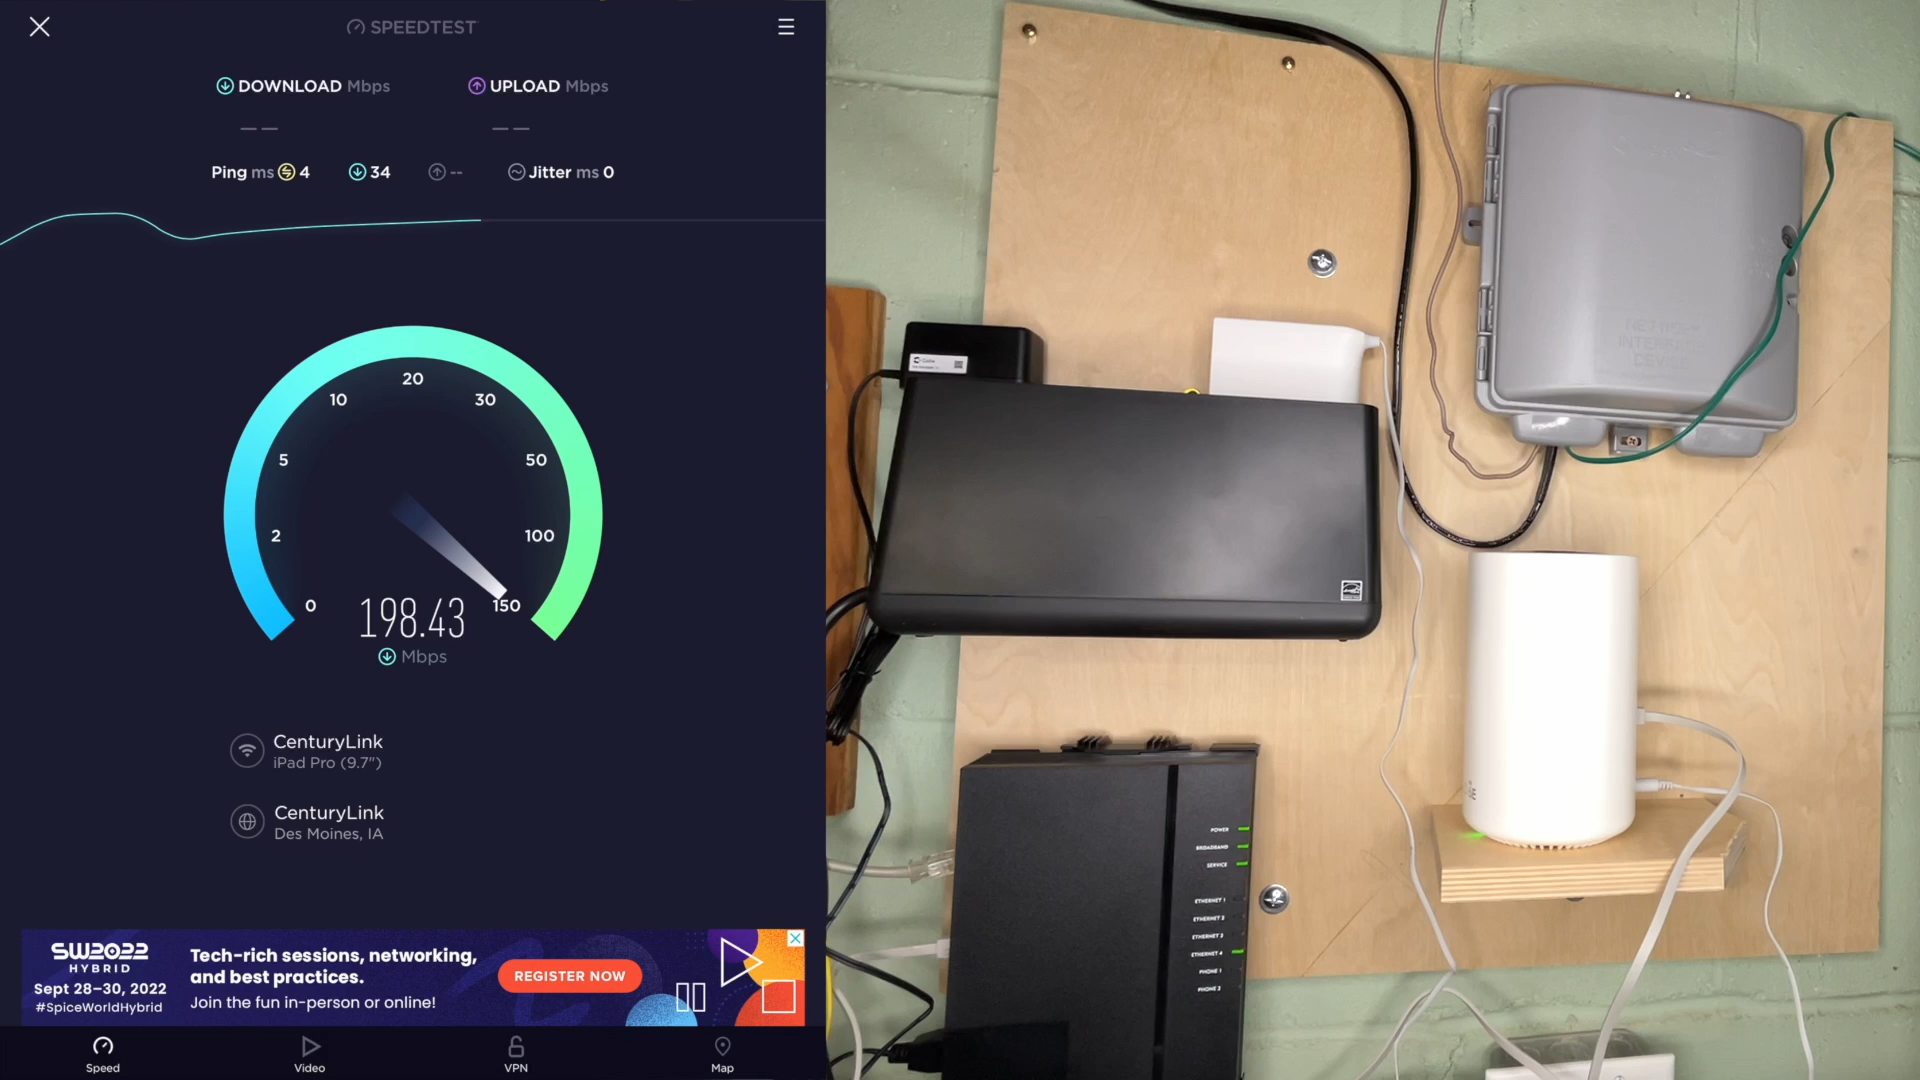 SPEEDTEST
DOWNLOAD Mbps
UPLOAD Mbps
Ping ms 4
34
--
Jitter ms 0
20
10
30
5
50
2
100
0
150
198.43
Mbps
CenturyLink
iPad Pro (9.7")
CenturyLink
Des Moines, IA
SW2022
HYBRID
Sept 28-30, 2022
#SpiceWorldHybrid
Tech-rich sessions, networking,
and best practices.
Join the fun in-person or online!
REGISTER NOW
Speed
Video
VPN
Map
NETWORK
INTERFACE
DEVICE
POWER
BROADBAND
SERVICE
ETHERNET 1
ETHERNET 2
ETHERNET 3
ETHERNET 4
PHONE 1
PHONE 2